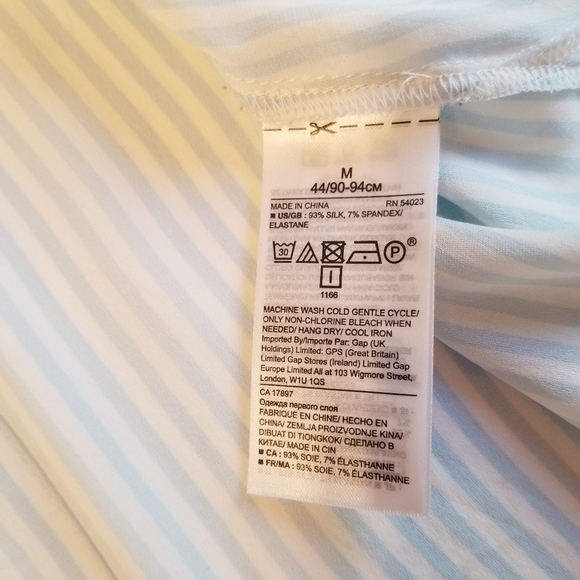 M
44/90-94см
MADE IN CHINA RN 54023
■ US/GB : 93% SILK, 7% SPANDEX/
ELASTANE
30 P ®
I
1166
MACHINE WASH COLD GENTLE CYCLE/
ONLY NON-CHLORINE BLEACH WHEN
NEEDED/ HANG DRY/ COOL IRON
Imported By/Importe Par: Gap (UK
Holdings) Limited: GPS (Great Britain)
Limited Gap Stores (Ireland) Limited Gap
Europe Limited All at 103 Wigmore Street,
London, W1U 1QS
CA 17897
Одежда первого слоя
FABRIQUE EN CHINE/ HECHO EN
CHINA/ ZEMLJA PROIZVODNJE KINA/
DIBUAT DI TIONGKOK/ СДЕЛАНО В
КИТАЕ/ MADE IN CIN
■ CA : 93% SOIE, 7% ÉLASTHANNE
■ FR/MA : 93% SOIE, 7% ÉLASTHANNE